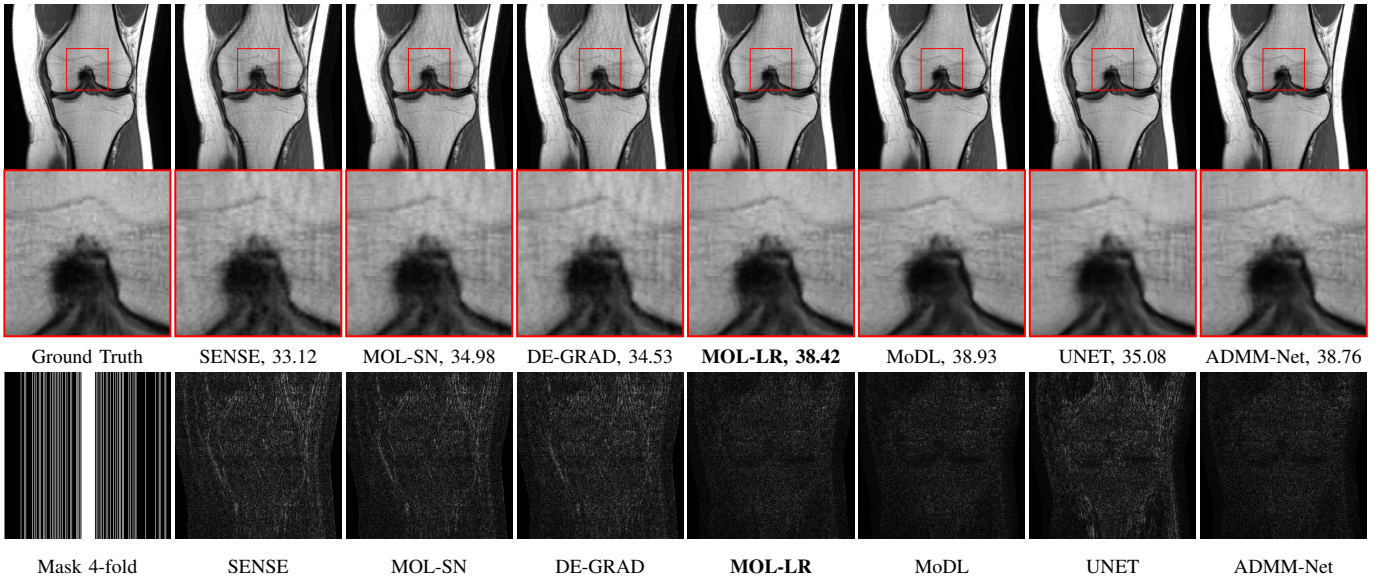 Ground Truth SENSE, 33.12 MOL-SN, 34.98 DE-GRAD, 34.53 MOL-LR, 38.42 MoDL, 38.93 UNET, 35.08 ADMM-Net, 38.76
Mask 4-fold SENSE MOL-SN DE-GRAD MOL-LR MoDL UNET ADMM-Net